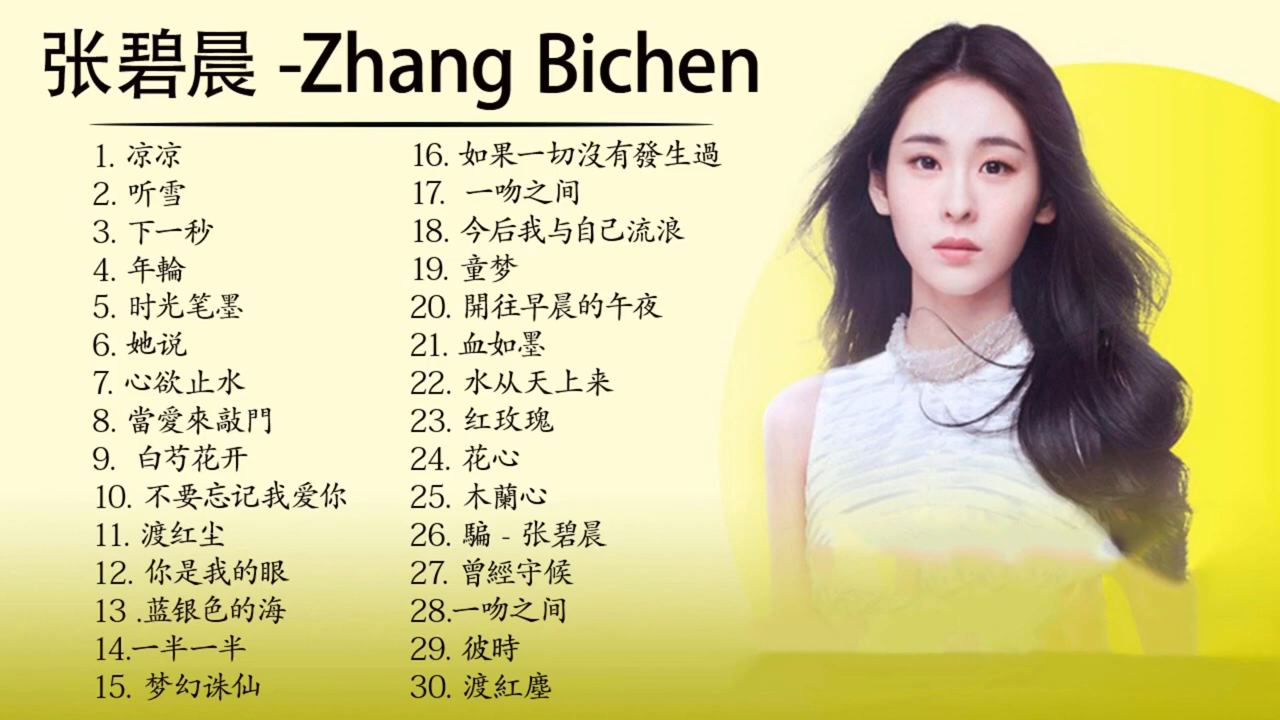 张碧晨 -Zhang Bichen
1. 凉凉
2. 听雪
3. 下一秒
4. 年輪
5. 时光笔墨
6. 她说
7. 心欲止水
8. 當愛來敲門
9. 白芍花开
10. 不要忘记我爱你
11. 渡红尘
12. 你是我的眼
13 .蓝银色的海
14.一半一半
15. 梦幻诛仙
16. 如果一切沒有發生過
17. 一吻之间
18. 今后我与自己流浪
19. 童梦
20. 開往早晨的午夜
21. 血如墨
22. 水从天上来
23. 红玫瑰
24. 花心
25. 木蘭心
26. 騙 - 张碧晨
27. 曾經守候
28.一吻之间
29. 彼時
30. 渡紅塵